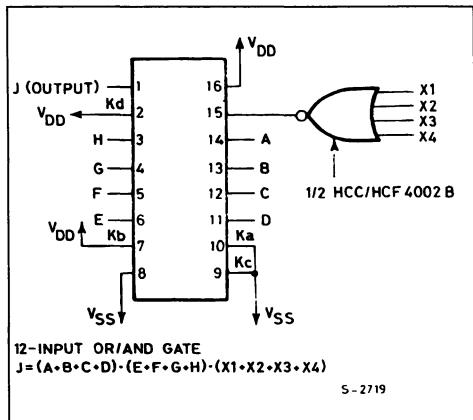 VDD
J (OUTPUT) 1 16
Kd
VDD 2 15
X1
X2
X3
X4
H 3 14 A
G 4 13 B
1/2 HCC/HCF 4002 B
F 5 12 C
E 6 11 D
VDD Kb 7 10 Ka
8 9 Kc
VSS VSS
12-INPUT OR/AND GATE
J=(A+B+C+D)·(E+F+G+H)·(X1+X2+X3+X4)
S-2719